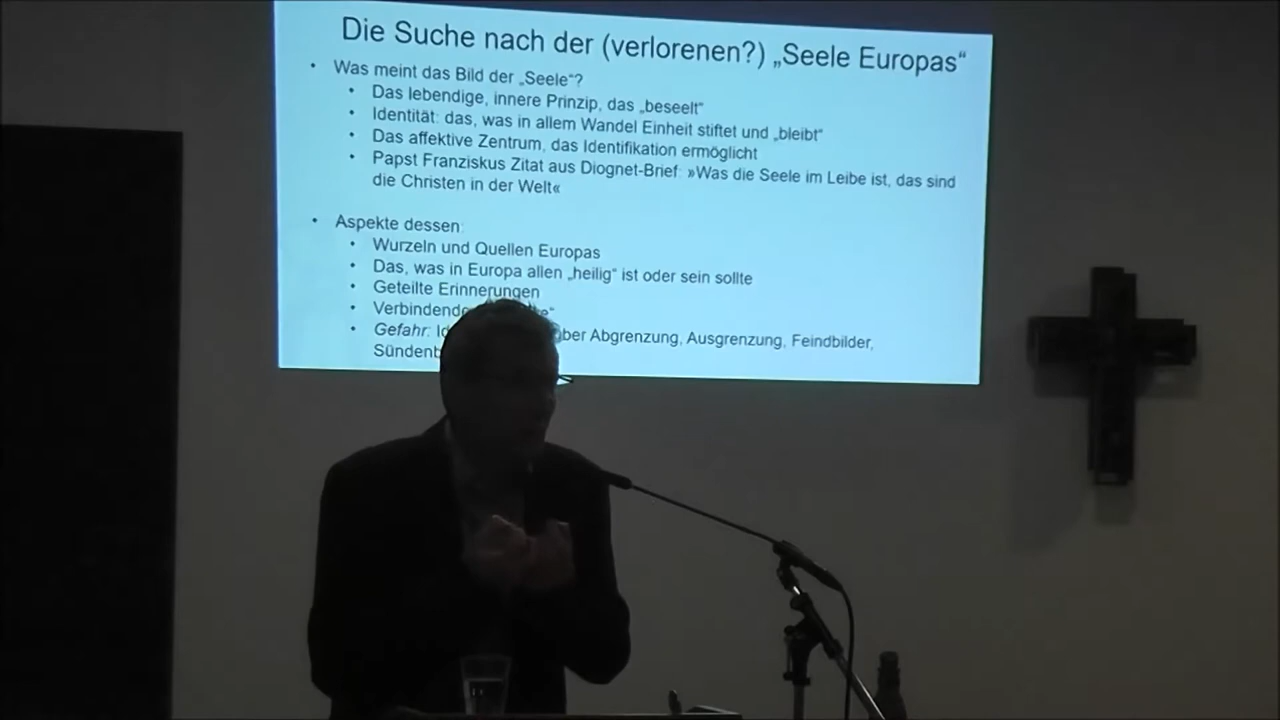 Die Suche nach der (verlorenen?) „Seele Europas“
• Was meint das Bild der „Seele“?
• Das lebendige, innere Prinzip, das „beseelt“
• Identität: das, was in allem Wandel Einheit stiftet und „bleibt“
• Das affektive Zentrum, das Identifikation ermöglicht
• Papst Franziskus Zitat aus Diognet-Brief: »Was die Seele im Leibe ist, das sind
die Christen in der Welt«
• Aspekte dessen:
• Wurzeln und Quellen Europas
• Das, was in Europa allen „heilig“ ist oder sein sollte
• Geteilte Erinnerungen
•
• Gefahr: Abgrenzung, Ausgrenzung, Feindbilder,